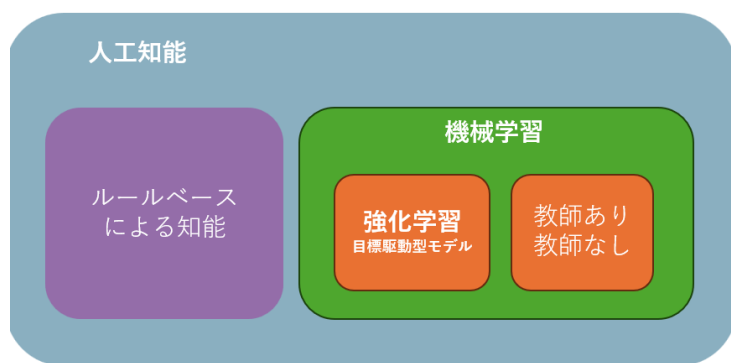 人工知能
ルールベース
による知能
機械学習
強化学習
目標駆動型モデル
教師あり
教師なし